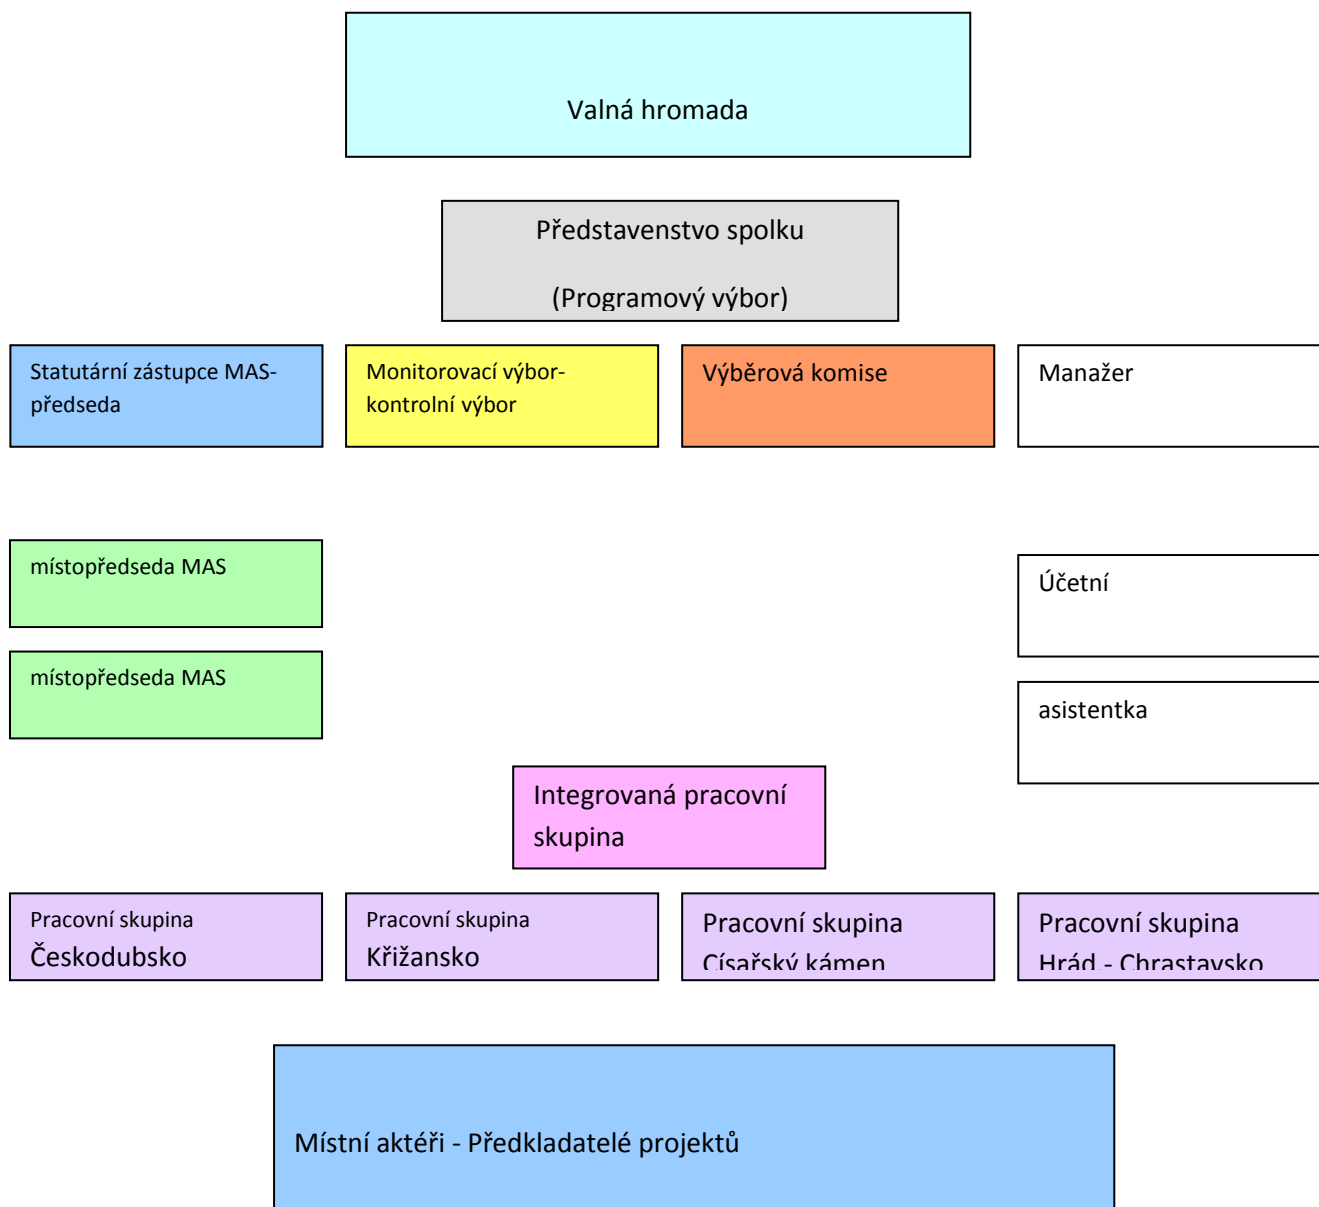 Valná hromada
Představenstvo spolku
(Programový výbor)
Statutární zástupce MAS-
předseda
Monitorovací výbor-
kontrolní výbor
Výběrová komise
Manažer
místopředseda MAS
místopředseda MAS
Účetní
asistentka
Integrovaná pracovní
skupina
Pracovní skupina
Českodubsko
Pracovní skupina
Křižansko
Pracovní skupina
Císařský kámen
Pracovní skupina
Hrád.- Chrastavsko
Místní aktéři - Předkladatelé projektů